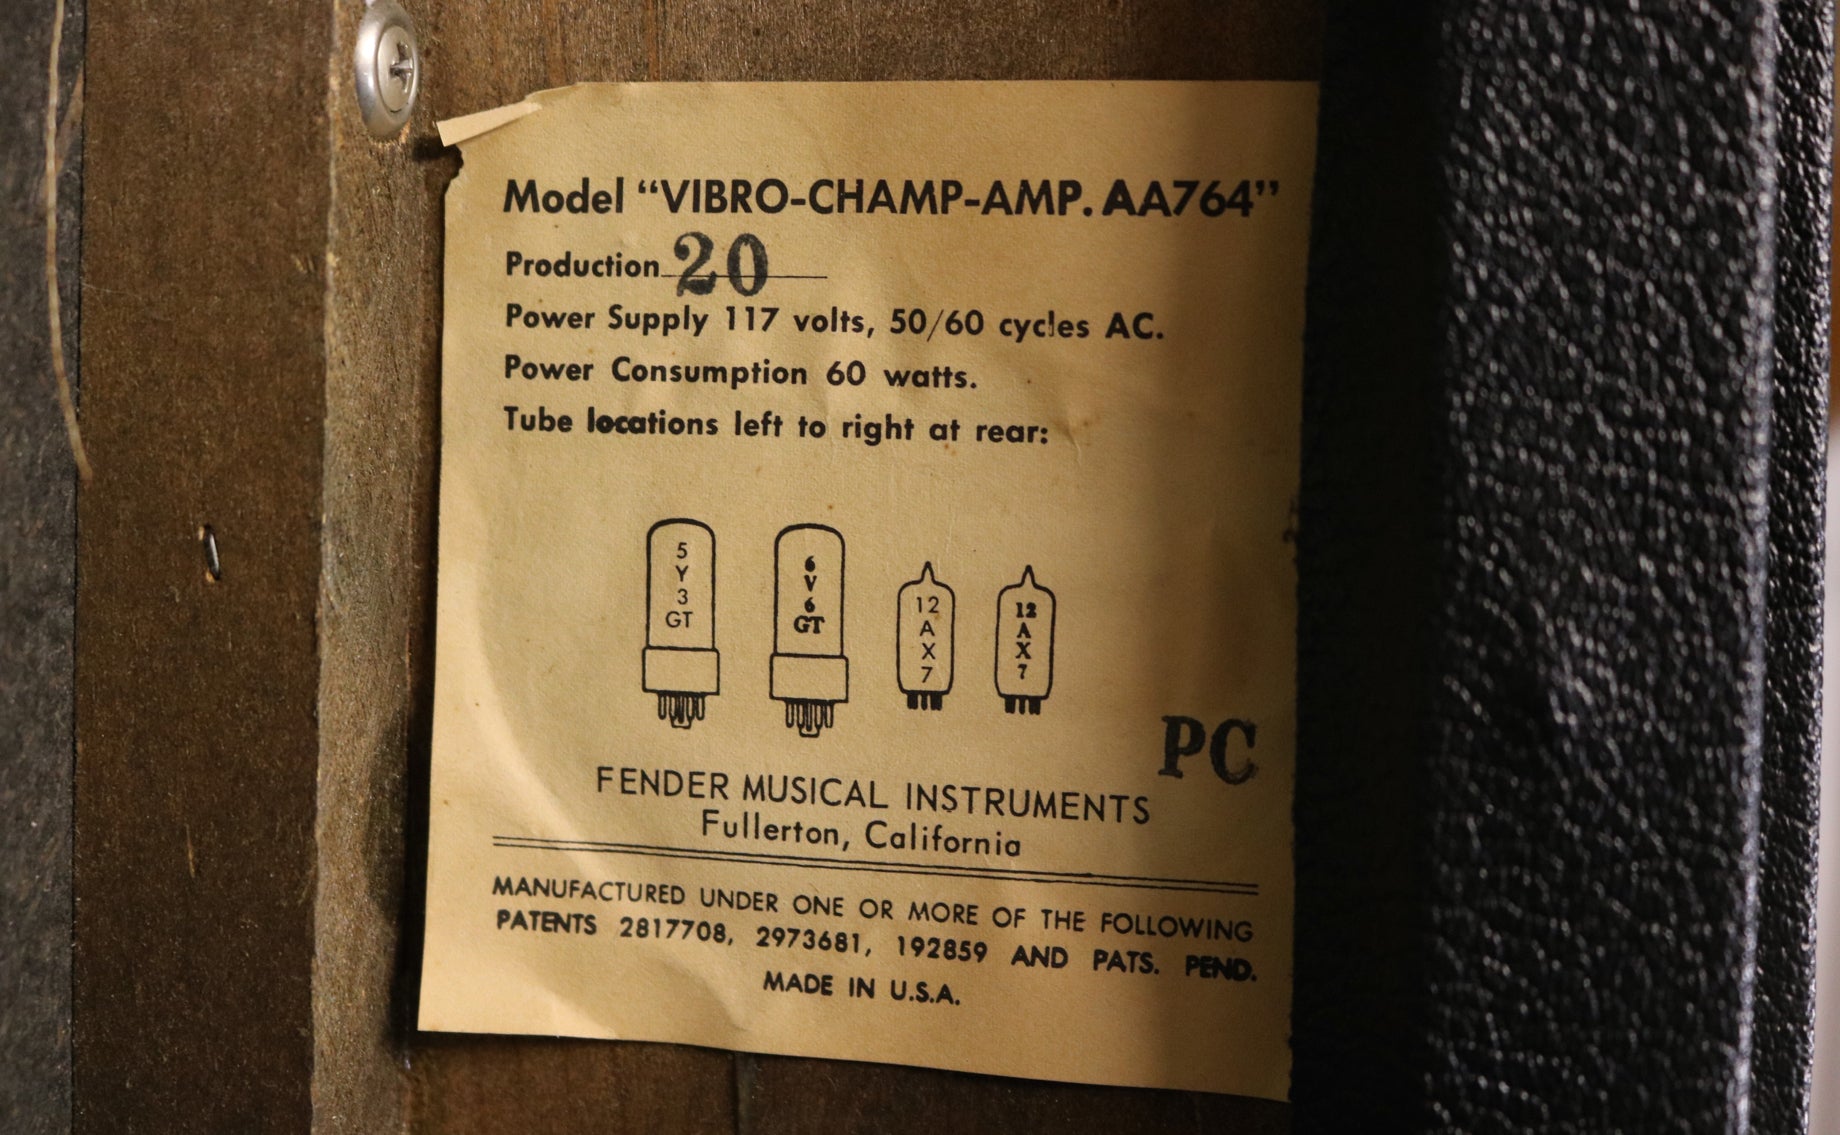 Model “VIBRO-CHAMP-AMP. AA764”
Production 20
Power Supply 117 volts, 50/60 cycles AC.
Power Consumption 60 watts.
Tube locations left to right at rear:
5 Y 3 GT
6 V 6 GT
12 A X 7
12 A X 7
PC
FENDER MUSICAL INSTRUMENTS
Fullerton, California
MANUFACTURED UNDER ONE OR MORE OF THE FOLLOWING
PATENTS 2817708, 2973681, 192859 AND PATS. PEND.
MADE IN U.S.A.